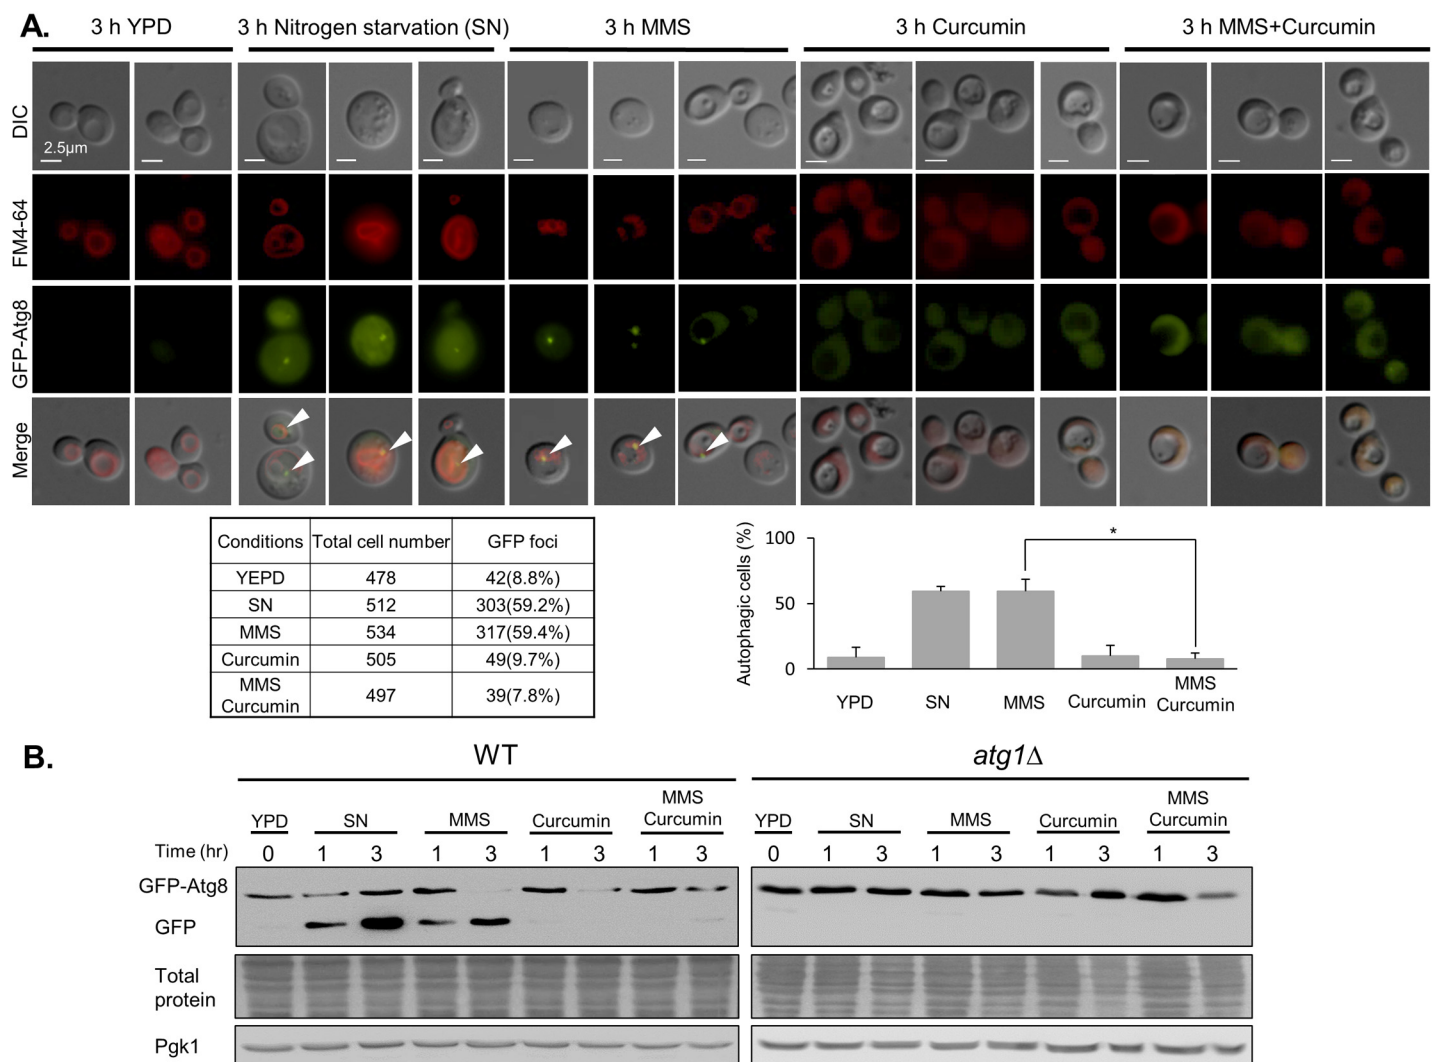 A.
3 h YPD
3 h Nitrogen starvation (SN)
3 h MMS
3 h Curcumin
3 h MMS+Curcumin
DIC
2.5μm
FM4-64
GFP-Atg8
Merge
Conditions Total cell number GFP foci
YEPD 478 42(8.8%)
SN 512 303(59.2%)
MMS 534 317(59.4%)
Curcumin 505 49(9.7%)
MMS
Curcumin 497 39(7.8%)
Autophagic cells (%)
100
50
0
*
YPD SN MMS Curcumin MMS
Curcumin
B.
WT
atg1Δ
YPD SN MMS Curcumin MMS
Curcumin
YPD SN MMS Curcumin MMS
Curcumin
Time (hr) 0 1 3 1 3 1 3 1 3
0 1 3 1 3 1 3 1 3
GFP-Atg8
GFP
Total
protein
Pgk1